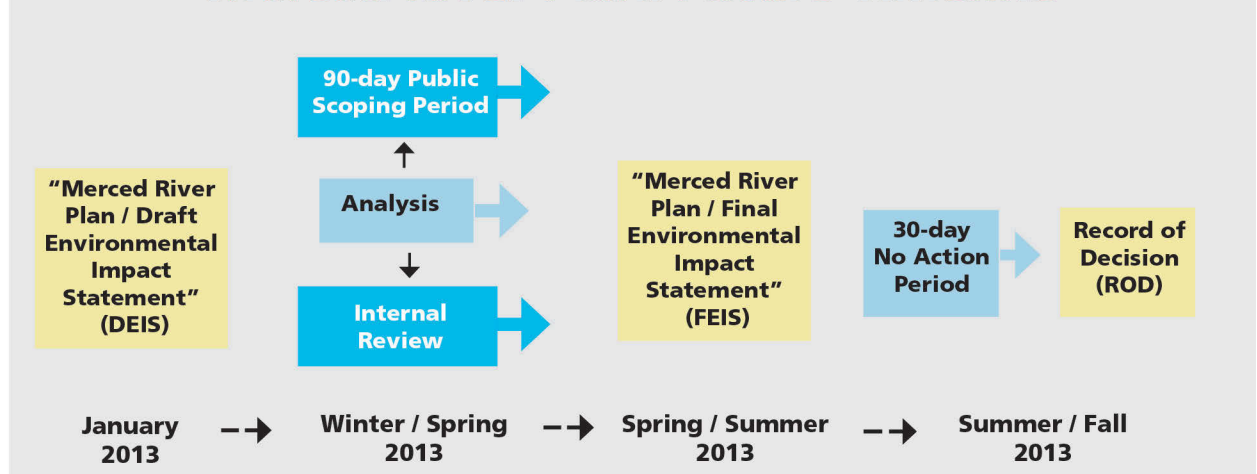 90-day Public
Scoping Period
"Merced River
Plan / Draft
Environmental
Impact
Statement"
(DEIS)
Analysis
Internal
Review
"Merced River
Plan / Final
Environmental
Impact
Statement"
(FEIS)
30-day
No Action
Period
Record of
Decision
(ROD)
January
2013
Winter / Spring
2013
Spring / Summer
2013
Summer / Fall
2013